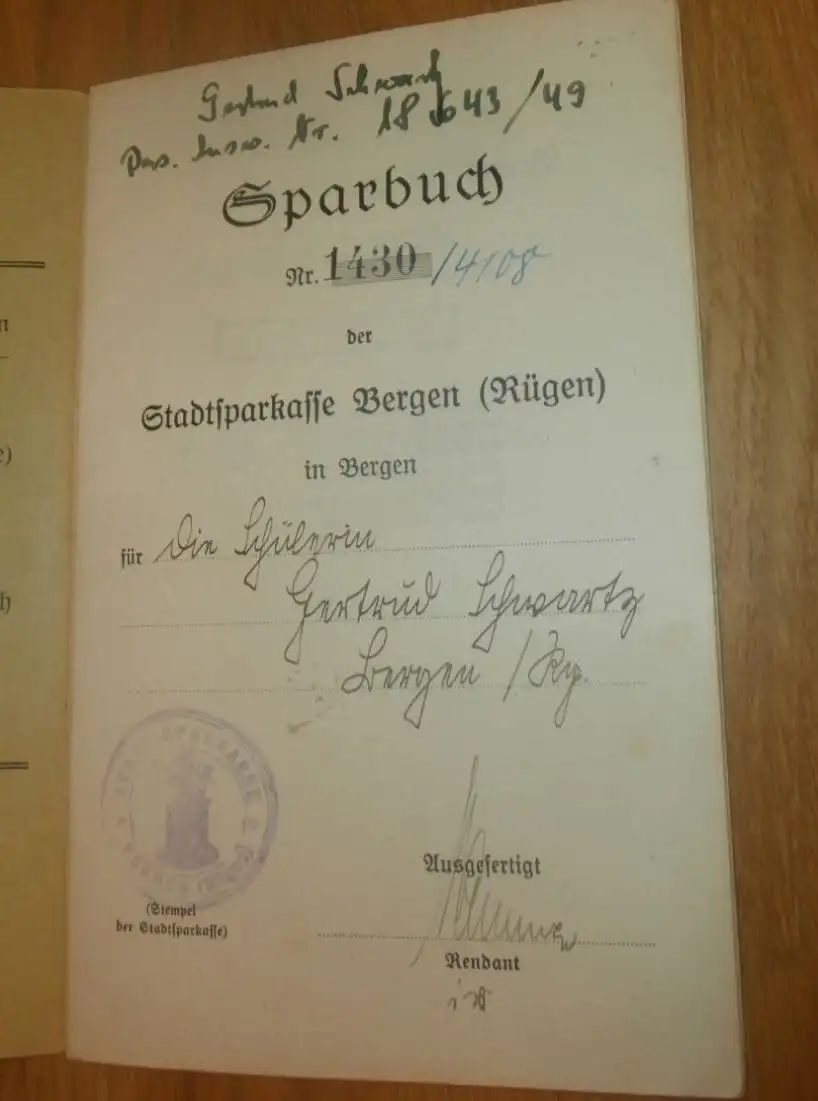 Gertrud Schwartz
Pers. Ausw. Nr. 18643/49
Sparbuch
Nr. 1430 /4108
der
Stadtsparkasse Bergen (Rügen)
in Bergen
für Die Schülerin
Gertrud Schwartz
Bergen / Rg.
Ausgefertigt
(Stempel
der Stadtsparkasse)
Rendant